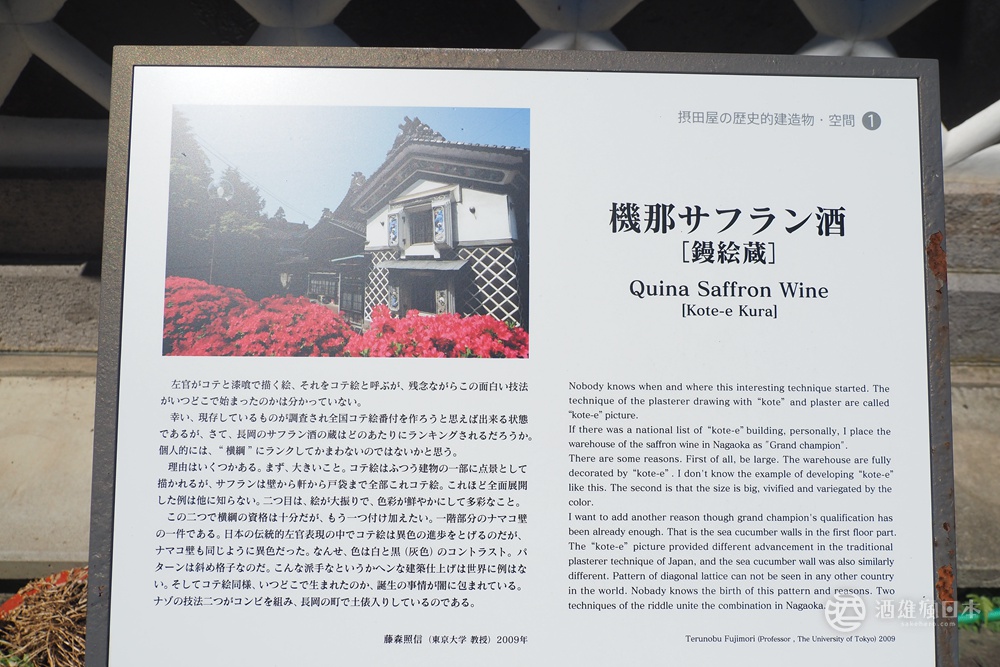 摂田屋の歴史的建造物・空間 1
機那サフラン酒
［鏝絵蔵］
Quina Saffron Wine
[Kote-e Kura]
左官がコテと漆喰で描く絵、それをコテ絵と呼ぶが、残念ながらこの面白い技法
がいつどこで始まったのかは分かっていない。
幸い、現存しているものが調査され全国コテ絵番付を作ろうと思えば出来る状態
であるが、さて、長岡のサフラン酒の蔵はどのあたりにランキングされるだろうか。
個人的には、“横綱”にランクしてかまわないのではないかと思う。
理由はいくつかある。まず、大きいこと。コテ絵はふつう建物の一部に点景として
描かれるが、サフランは壁から軒から戸袋まで全部これコテ絵。これほど全面展開
した例は他に知らない。二つ目は、絵が大振りで、色彩が鮮やかにして多彩なこと。
この二つで横綱の資格は十分だが、もう一つ付け加えたい。一階部分のナマコ壁
の一件である。日本の伝統的左官表現の中でコテ絵は異色の進歩をとげるのだが、
ナマコ壁も同じように異色だった。なんせ、色は白と黒（灰色）のコントラスト。パ
ターンは斜め格子なのだ。こんな派手なというかヘンな建築仕上げは世界に例はな
い。そしてコテ絵同様、いつどこで生まれたのか、誕生の事情が闇に包まれている。
ナゾの技法二つがコンビを組み、長岡の町で土俵入りしているのである。
藤森照信（東京大学 教授）2009年
Nobody knows when and where this interesting technique started. The
technique of the plasterer drawing with “kote” and plaster are called
“kote-e” picture.
If there was a national list of “kote-e” building, personally, I place the
warehouse of the saffron wine in Nagaoka as "Grand champion".
There are some reasons. First of all, be large. The warehouse are fully
decorated by “kote-e”. I don't know the example of developing “kote-e”
like this. The second is that the size is big, vivified and variegated by the
color.
I want to add another reason though grand champion's qualification has
been already enough. That is the sea cucumber walls in the first floor part.
The “kote-e” picture provided different advancement in the traditional
plasterer technique of Japan, and the sea cucumber wall was also similarly
different. Pattern of diagonal lattice can not be seen in any other country
in the world. Nobody knows the birth of this pattern and reasons. Two
techniques of the riddle unite the combination in Nagaoka.
Terunobu Fujimori (Professor , The University of Tokyo) 2009
酒雄瘋日本
sakehero.com